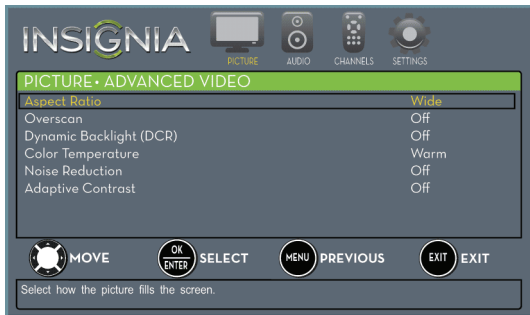 INSIGNIA
PICTURE AUDIO CHANNELS SETTINGS
PICTURE• ADVANCED VIDEO
Aspect Ratio Wide
Overscan Off
Dynamic Backlight (DCR) Off
Color Temperature Warm
Noise Reduction Off
Adaptive Contrast Off
MOVE OK ENTER SELECT MENU PREVIOUS EXIT EXIT
Select how the picture fills the screen.